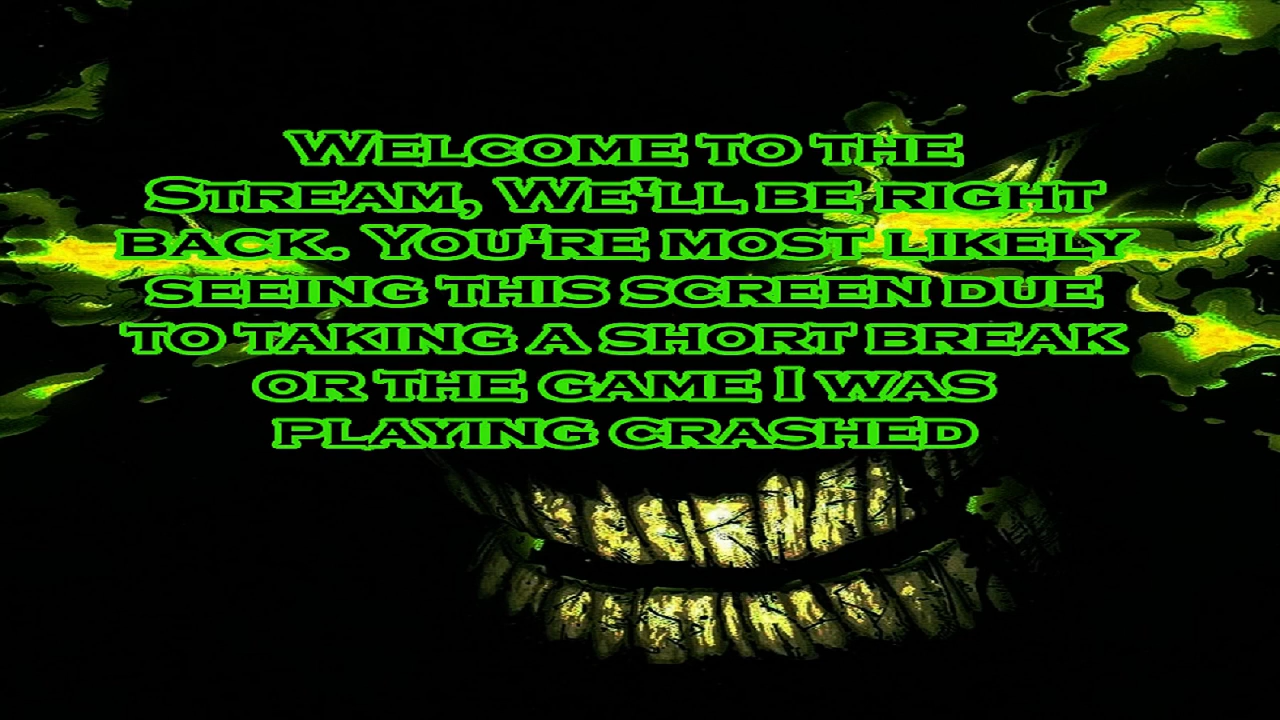 Welcome to the
Stream, We'll be right
back. You're most likely
seeing this screen due
to taking a short break
or the game I was
playing crashed